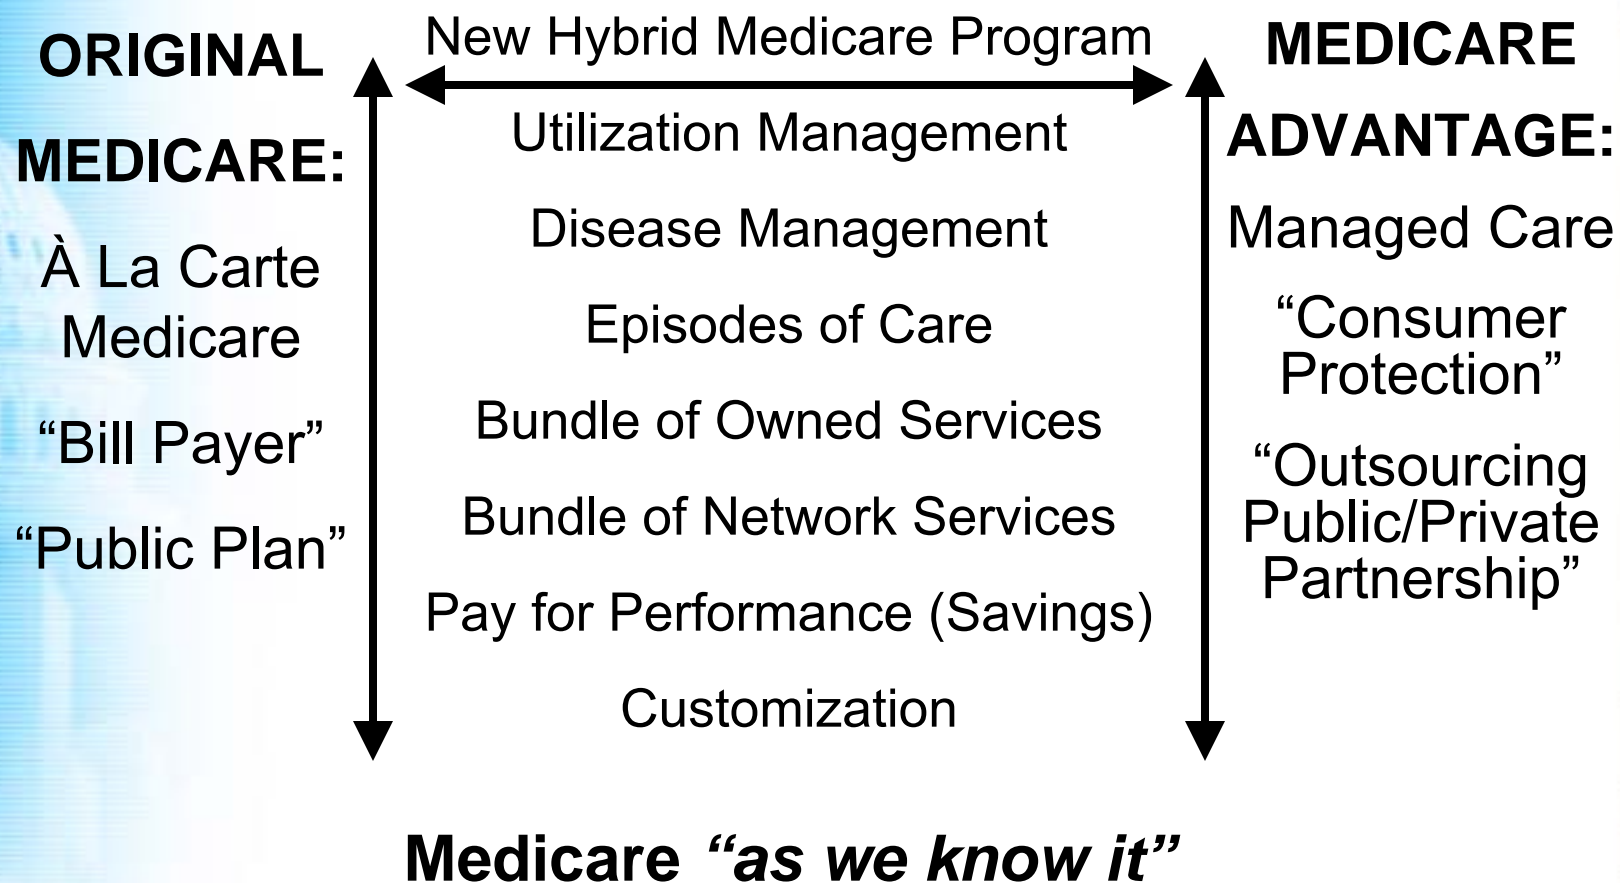 ORIGINAL
MEDICARE:
À La Carte
Medicare
“Bill Payer”
“Public Plan”
New Hybrid Medicare Program
Utilization Management
Disease Management
Episodes of Care
Bundle of Owned Services
Bundle of Network Services
Pay for Performance (Savings)
Customization
MEDICARE
ADVANTAGE:
Managed Care
“Consumer
Protection”
“Outsourcing
Public/Private
Partnership”
Medicare “as we know it”